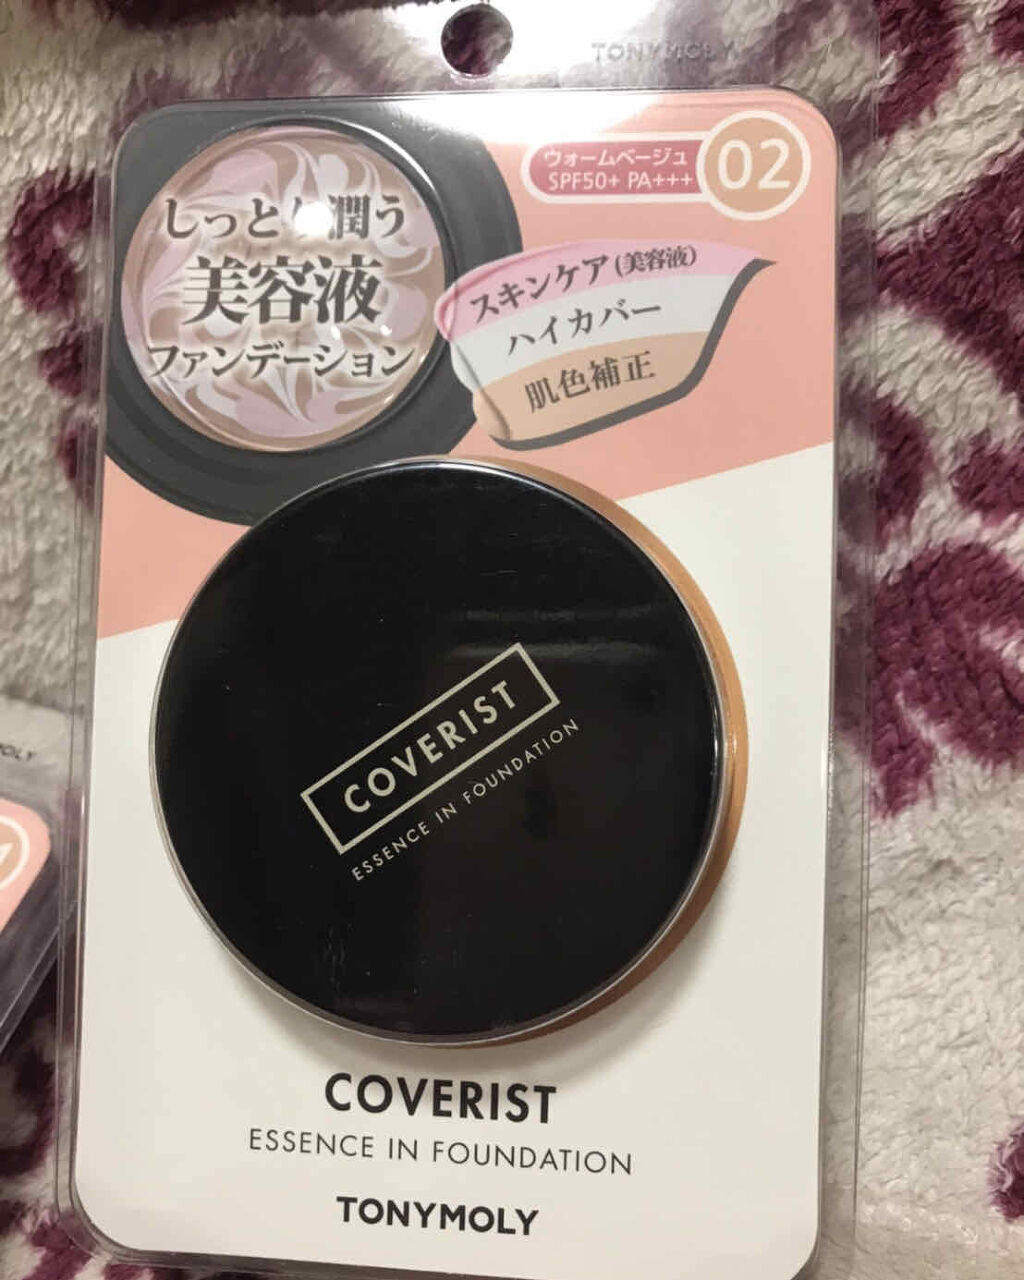 TONYMOLY
ウォームベージュ
SPF50+ PA+++
02
しっとり潤う
美容液
ファンデーション
スキンケア(美容液)
ハイカバー
肌色補正
COVERIST
ESSENCE IN FOUNDATION
COVERIST
ESSENCE IN FOUNDATION
TONYMOLY